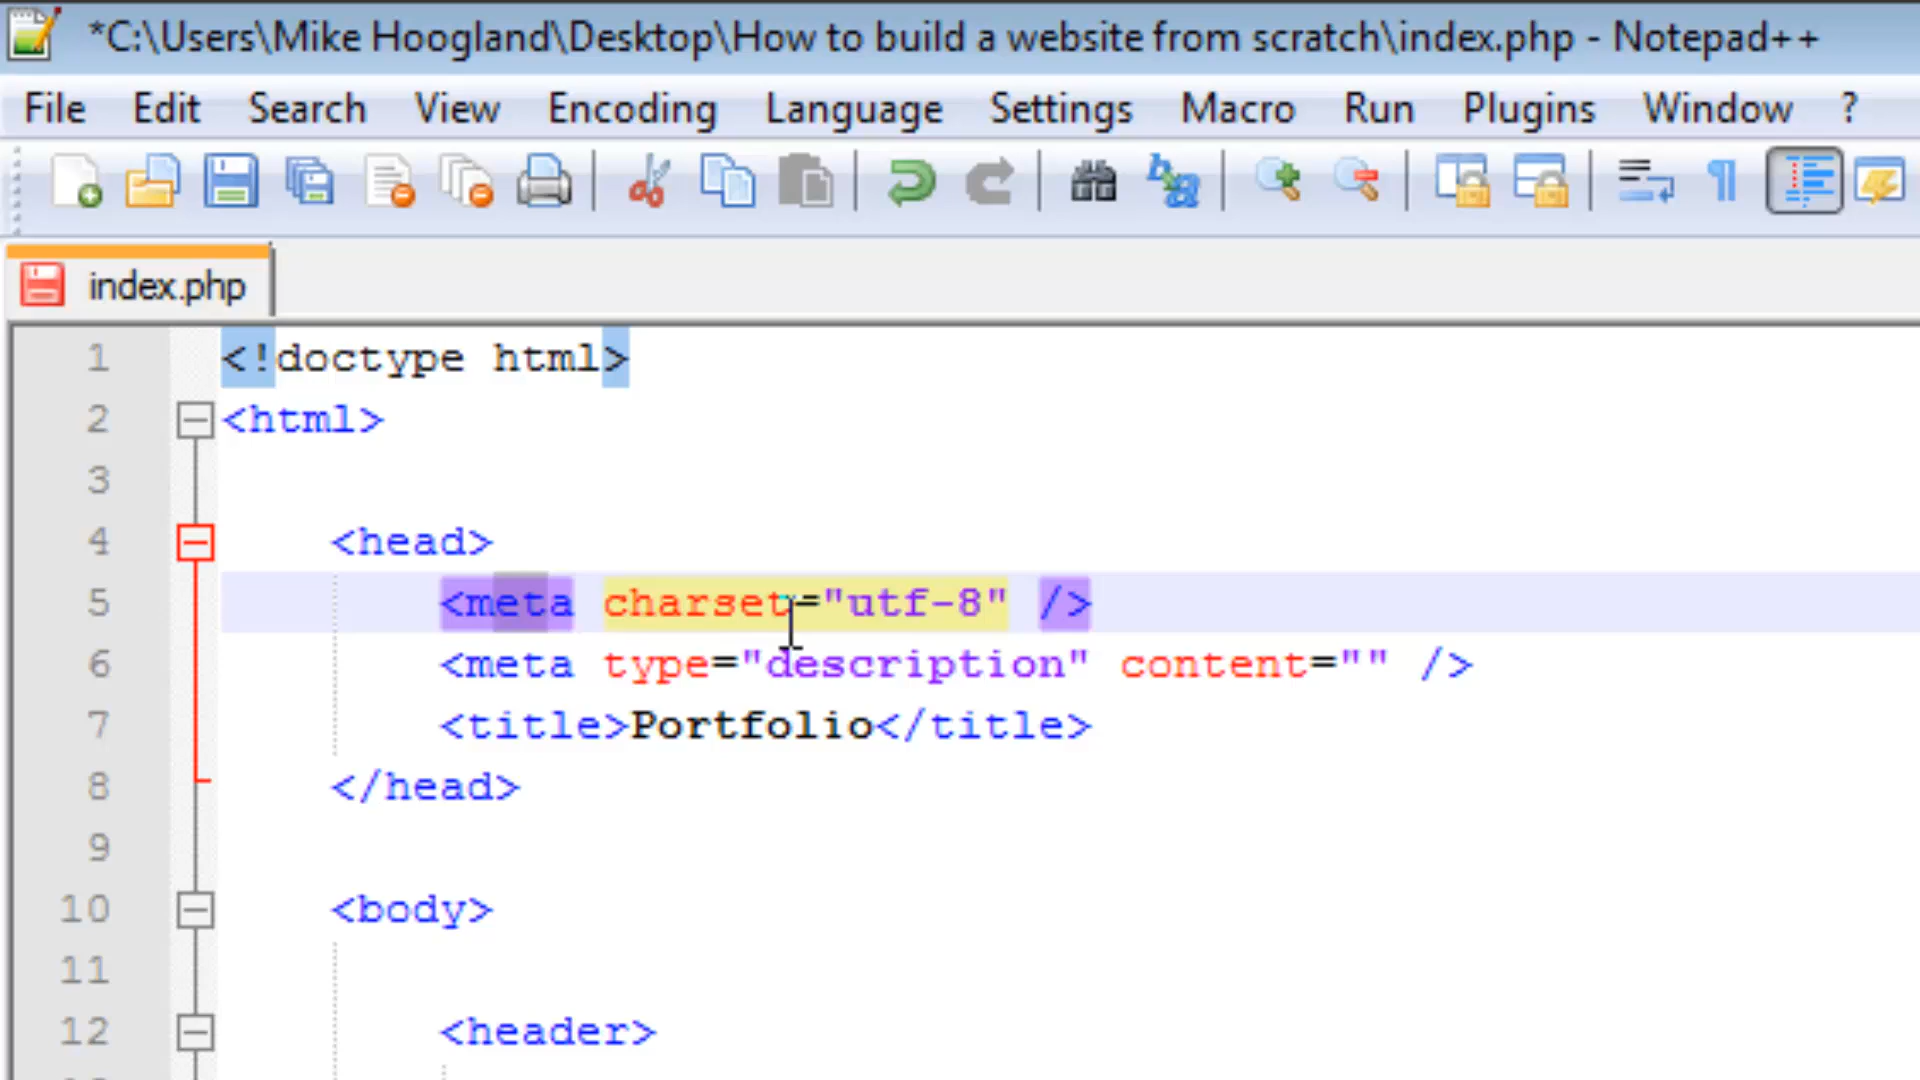 *C:\Users\Mike Hoogland\Desktop\How to build a website from scratch\index.php - Notepad++
File Edit Search View Encoding Language Settings Macro Run Plugins Window ?
index.php
1 <!doctype html>
2 <html>
3
4 <head>
5 <meta charset="utf-8" />
6 <meta type="description" content="" />
7 <title>Portfolio</title>
8 </head>
9
10 <body>
11
12 <header>